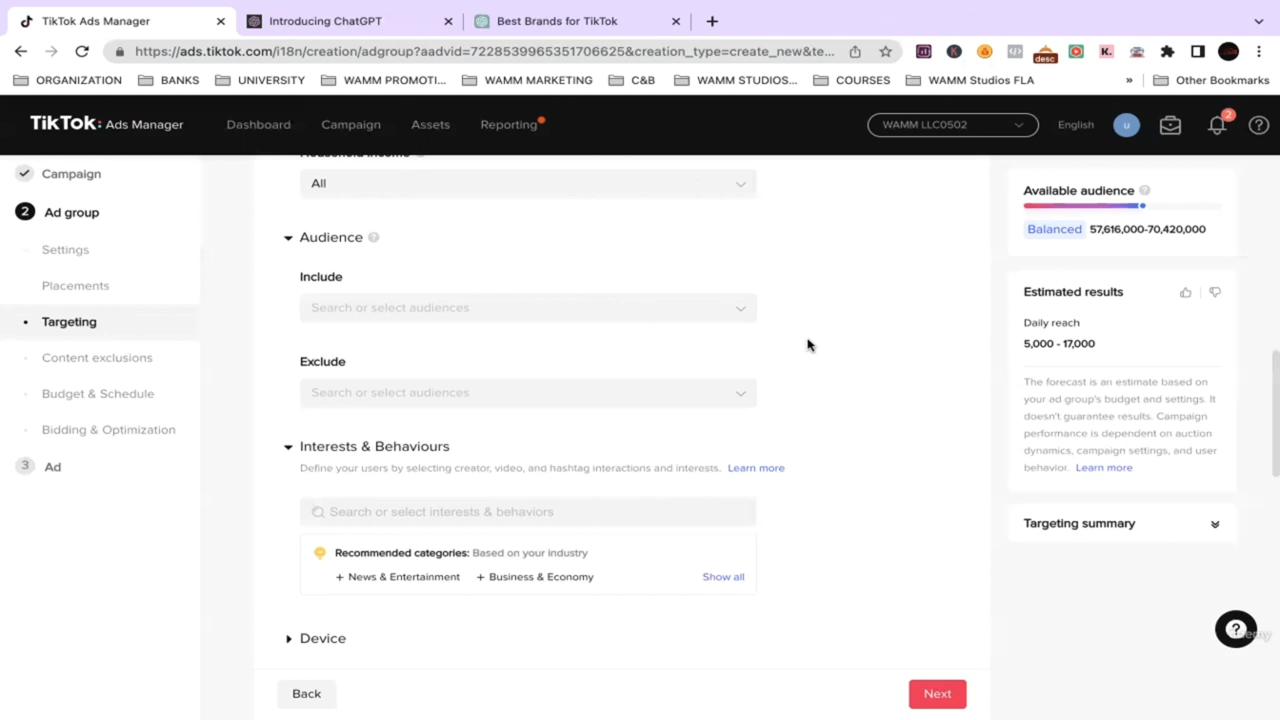 TikTok Ads Manager
Introducing ChatGPT
Best Brands for TikTok
https://ads.tiktok.com/i18n/creation/adgroup?aadvid=7228539965351706625&creation_type=create_new&te...
desc
K.
ORGANIZATION
BANKS
UNIVERSITY
WAMM PROMOTI...
WAMM MARKETING
C&B
WAMM STUDIOS...
COURSES
WAMM Studios FLA
»
Other Bookmarks
TikTok: Ads Manager
Dashboard
Campaign
Assets
Reporting
WAMM LLC0502
English
u
2
Campaign
2 Ad group
Settings
Placements
Targeting
Content exclusions
Budget & Schedule
Bidding & Optimization
3 Ad
Household income
All
Audience
Include
Search or select audiences
Exclude
Search or select audiences
Interests & Behaviours
Define your users by selecting creator, video, and hashtag interactions and interests. Learn more
Search or select interests & behaviors
Recommended categories: Based on your industry
+ News & Entertainment + Business & Economy Show all
Device
Back
Next
Available audience
Balanced 57,616,000-70,420,000
Estimated results
Daily reach
5,000 - 17,000
The forecast is an estimate based on
your ad group's budget and settings. It
doesn't guarantee results. Campaign
performance is dependent on auction
dynamics, campaign settings, and user
behavior. Learn more
Targeting summary